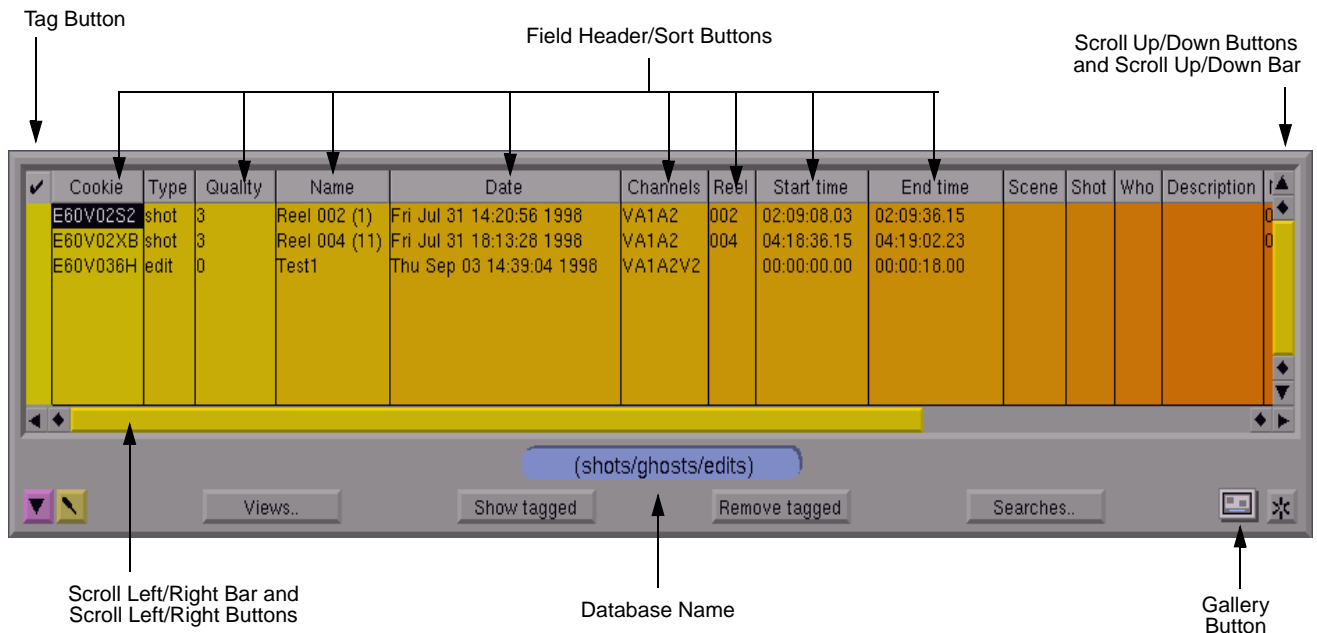 Tag Button
Field Header/Sort Buttons
Scroll Up/Down Buttons
and Scroll Up/Down Bar
✔ Cookie Type Quality Name Date Channels Reel Start time End time Scene Shot Who Description
E60V02S2 shot 3 Reel 002 (1) Fri Jul 31 14:20:56 1998 VA1A2 002 02:09:08.03 02:09:36.15
E60V02XB shot 3 Reel 004 (11) Fri Jul 31 18:13:28 1998 VA1A2 004 04:18:36.15 04:19:02.23
E60V036H edit 0 Test1 Thu Sep 03 14:39:04 1998 VA1A2V2 00:00:00.00 00:00:18.00
(shots/ghosts/edits)
Views.. Show tagged Remove tagged Searches..
Scroll Left/Right Bar and
Scroll Left/Right Buttons
Database Name
Gallery
Button